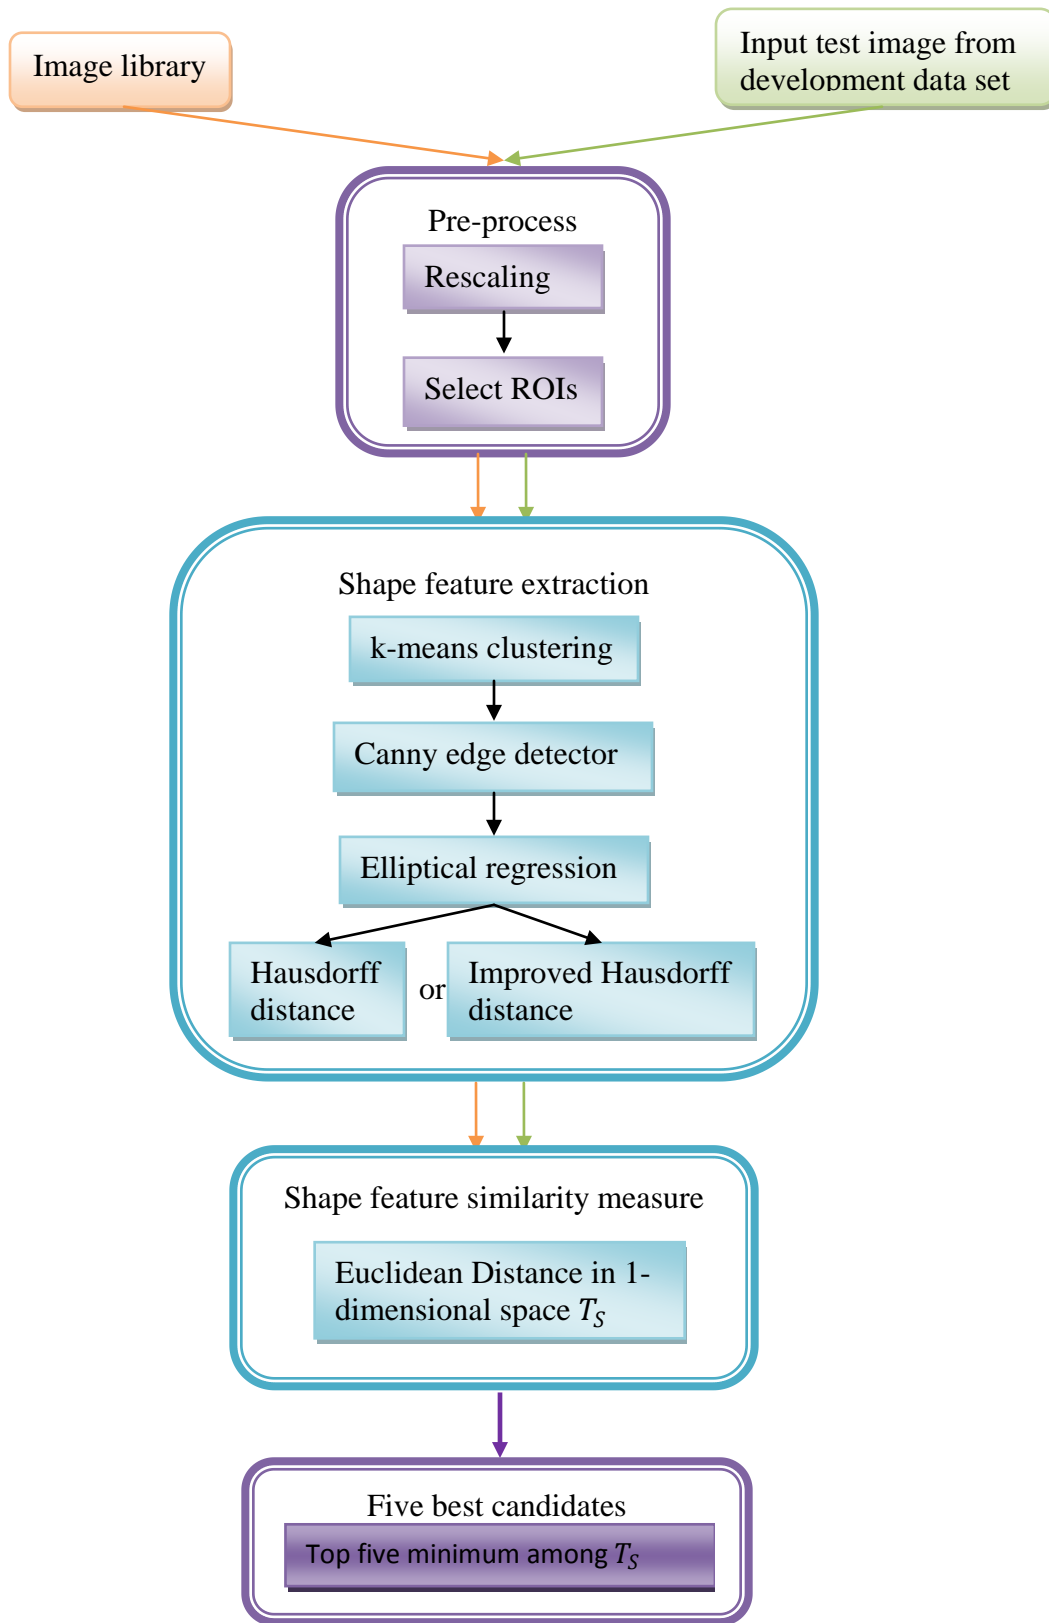 Image library
Input test image from
development data set
Pre-process
Rescaling
Select ROIs
Shape feature extraction
k-means clustering
Canny edge detector
Elliptical regression
Hausdorff
distance
or
Improved Hausdorff
distance
Shape feature similarity measure
Euclidean Distance in 1-
dimensional space T_S
Five best candidates
Top five minimum among T_S